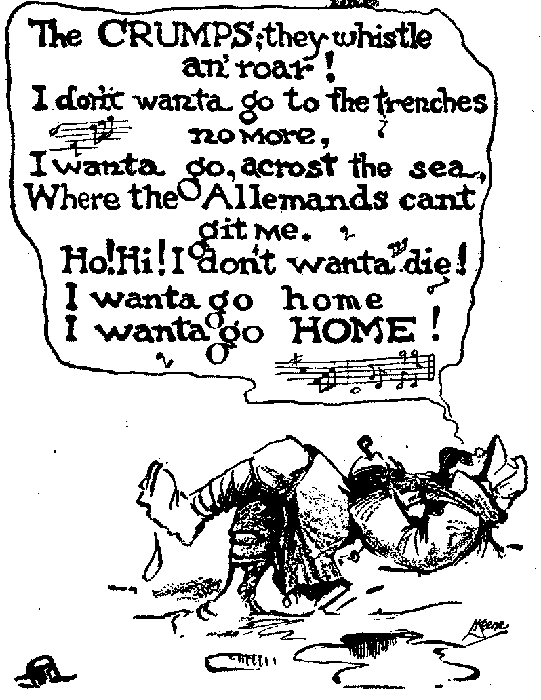 The CRUMPS; they whistle
an' roar!
I don't wanta go to the trenches
no more,
I wanta go, acrost the sea,
Where the Allemands cant
git me.
Ho! Hi! I don't wanta die!
I wanta go home
I wanta go HOME!
Keene